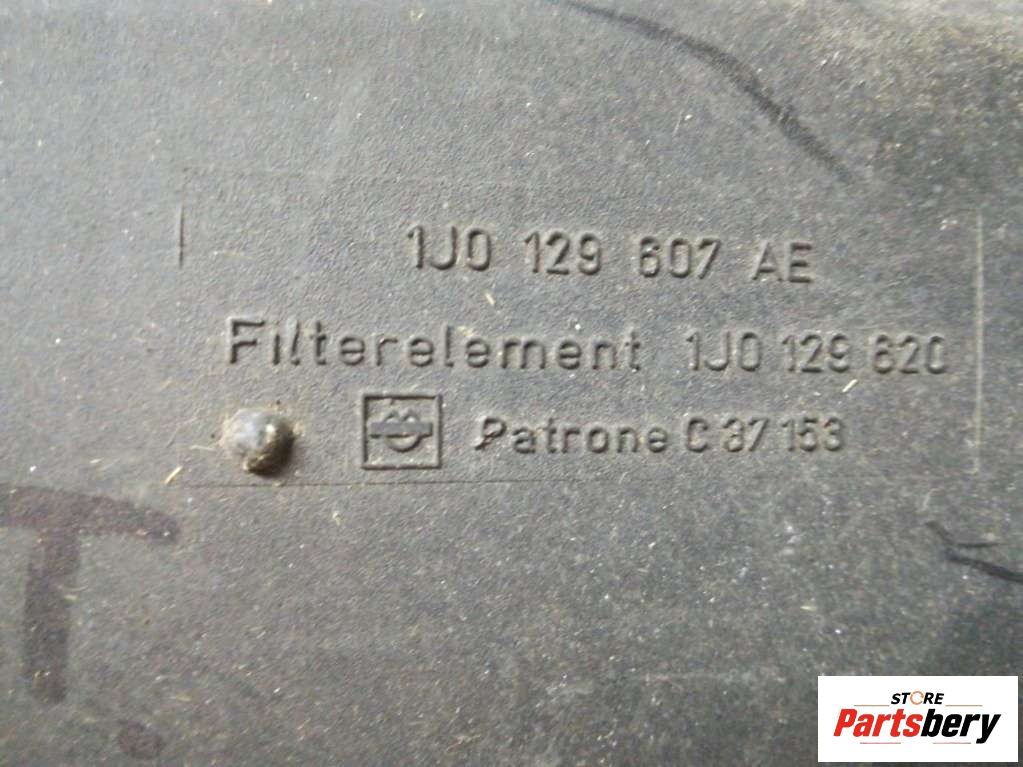 1J0 129 607 AE
Filterelement 1J0 129 620
Patrone C 37 153
T
STORE
Partsbery